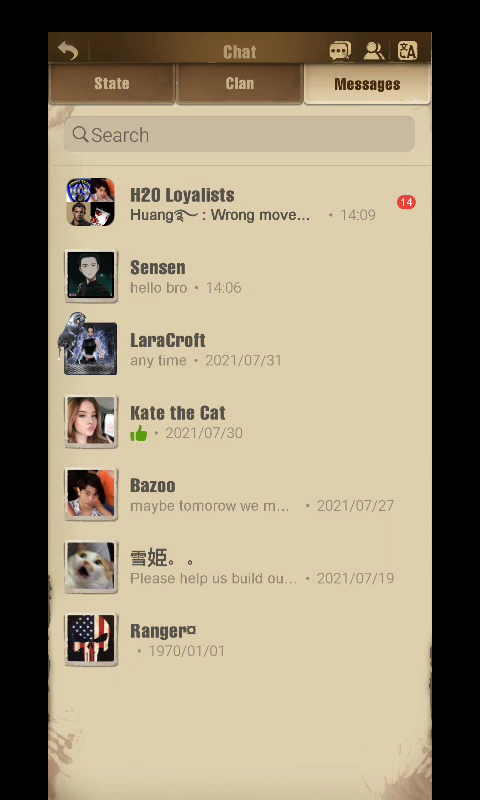 Chat
State
Clan
Messages
Search
H2O Loyalists
Huang : Wrong move... • 14:09
14
Sensen
hello bro • 14:06
LaraCroft
any time • 2021/07/31
Kate the Cat
• 2021/07/30
Bazoo
maybe tomorow we m... • 2021/07/27
雪姬。。
Please help us build ou... • 2021/07/19
Ranger¤
• 1970/01/01